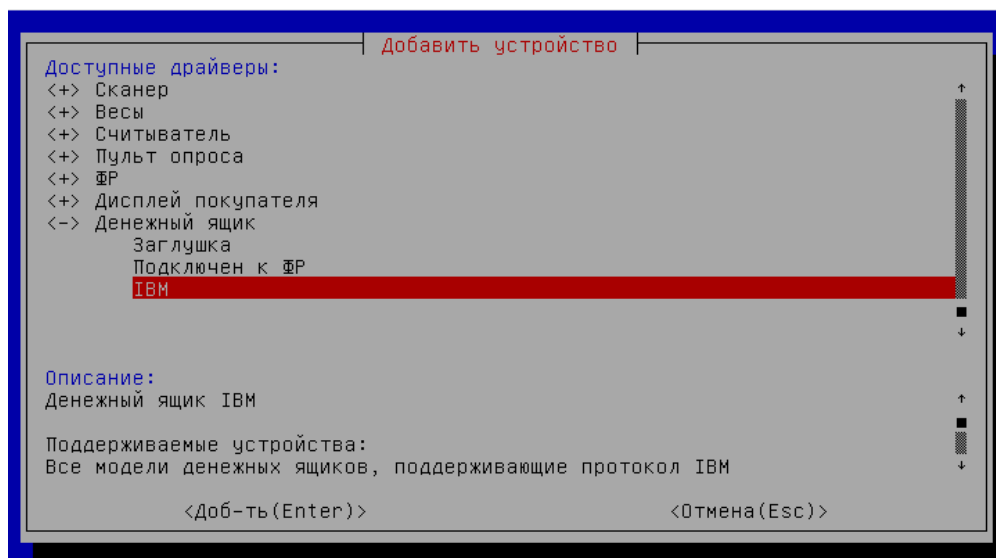 Добавить устройство
Доступные драйверы:
<+> Сканер
<+> Весы
<+> Считыватель
<+> Пульт опроса
<+> ФР
<+> Дисплей покупателя
<-> Денежный ящик
Заглушка
Подключен к ФР
IBM
Описание:
Денежный ящик IBM
Поддерживаемые устройства:
Все модели денежных ящиков, поддерживающие протокол IBM
<Доб-ть(Enter)> <Отмена(Esc)>